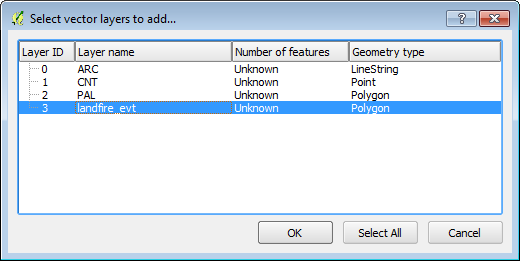 Select vector layers to add...
Layer ID Layer name Number of features Geometry type
0 ARC Unknown LineString
1 CNT Unknown Point
2 PAL Unknown Polygon
3 landfire_evt Unknown Polygon
OK Select All Cancel